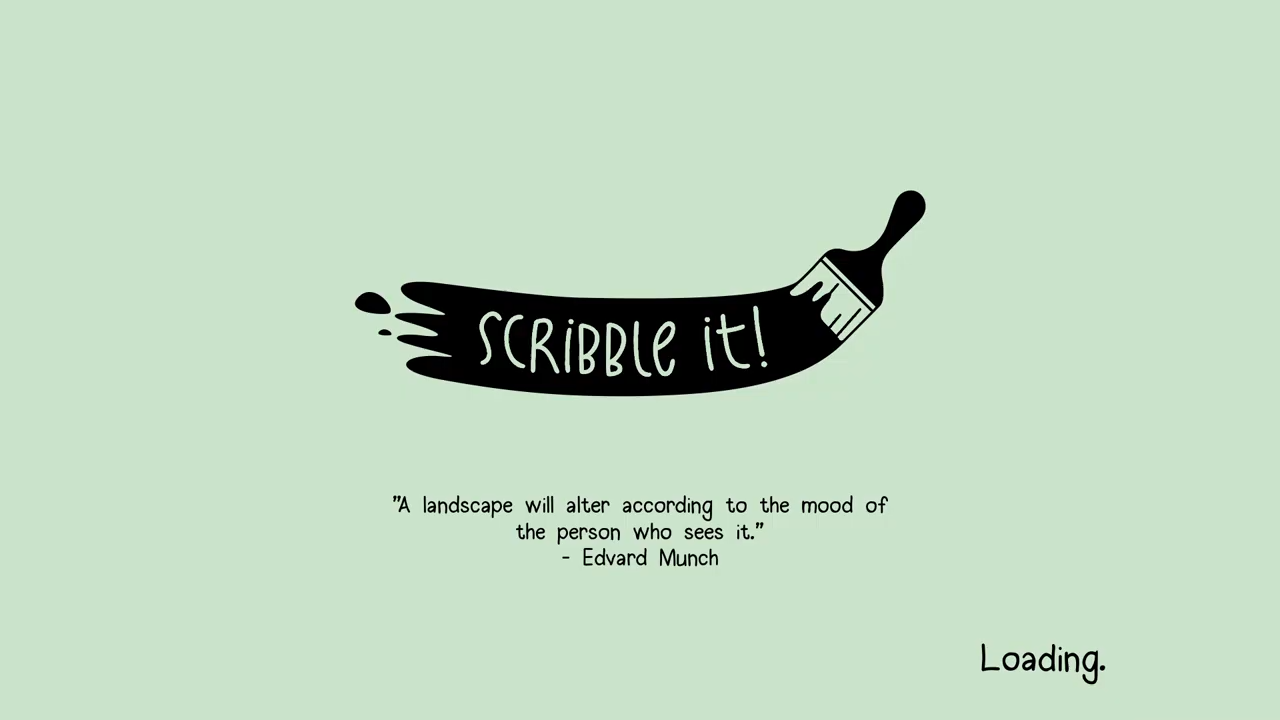 SCRiBBLe it!
"A landscape will alter according to the mood of
the person who sees it."
- Edvard Munch
Loading.